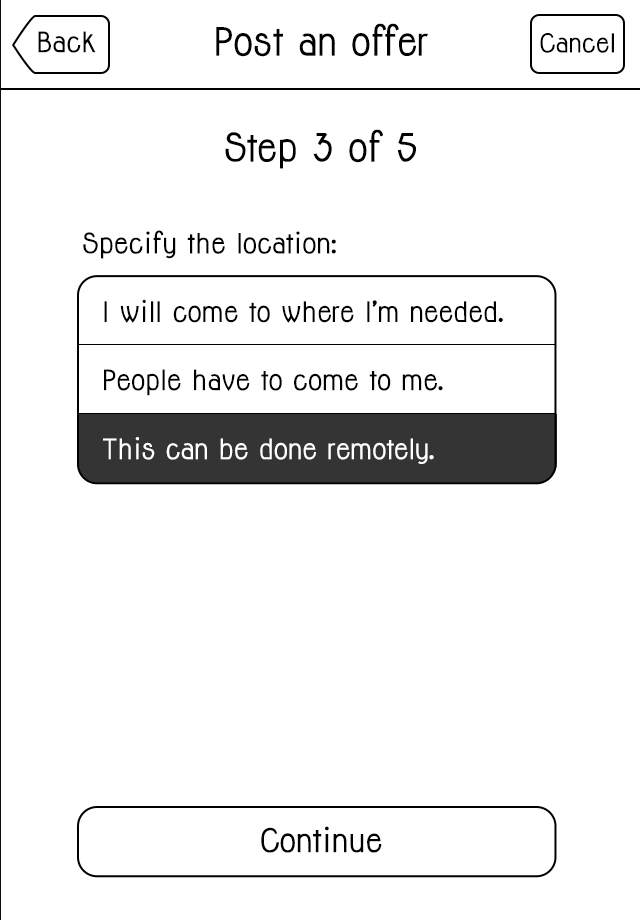 Back
Post an offer
Cancel
Step 3 of 5
Specify the location:
I will come to where I'm needed.
People have to come to me.
This can be done remotely.
Continue